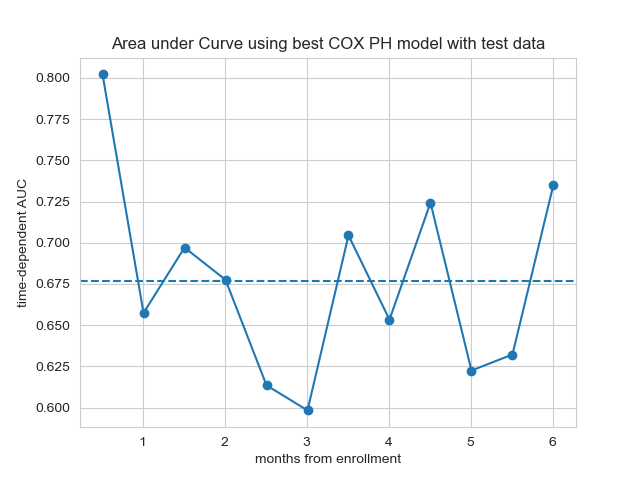 Area under Curve using best COX PH model with test data
time-dependent AUC
0.800
0.775
0.750
0.725
0.700
0.675
0.650
0.625
0.600
1 2 3 4 5 6
months from enrollment